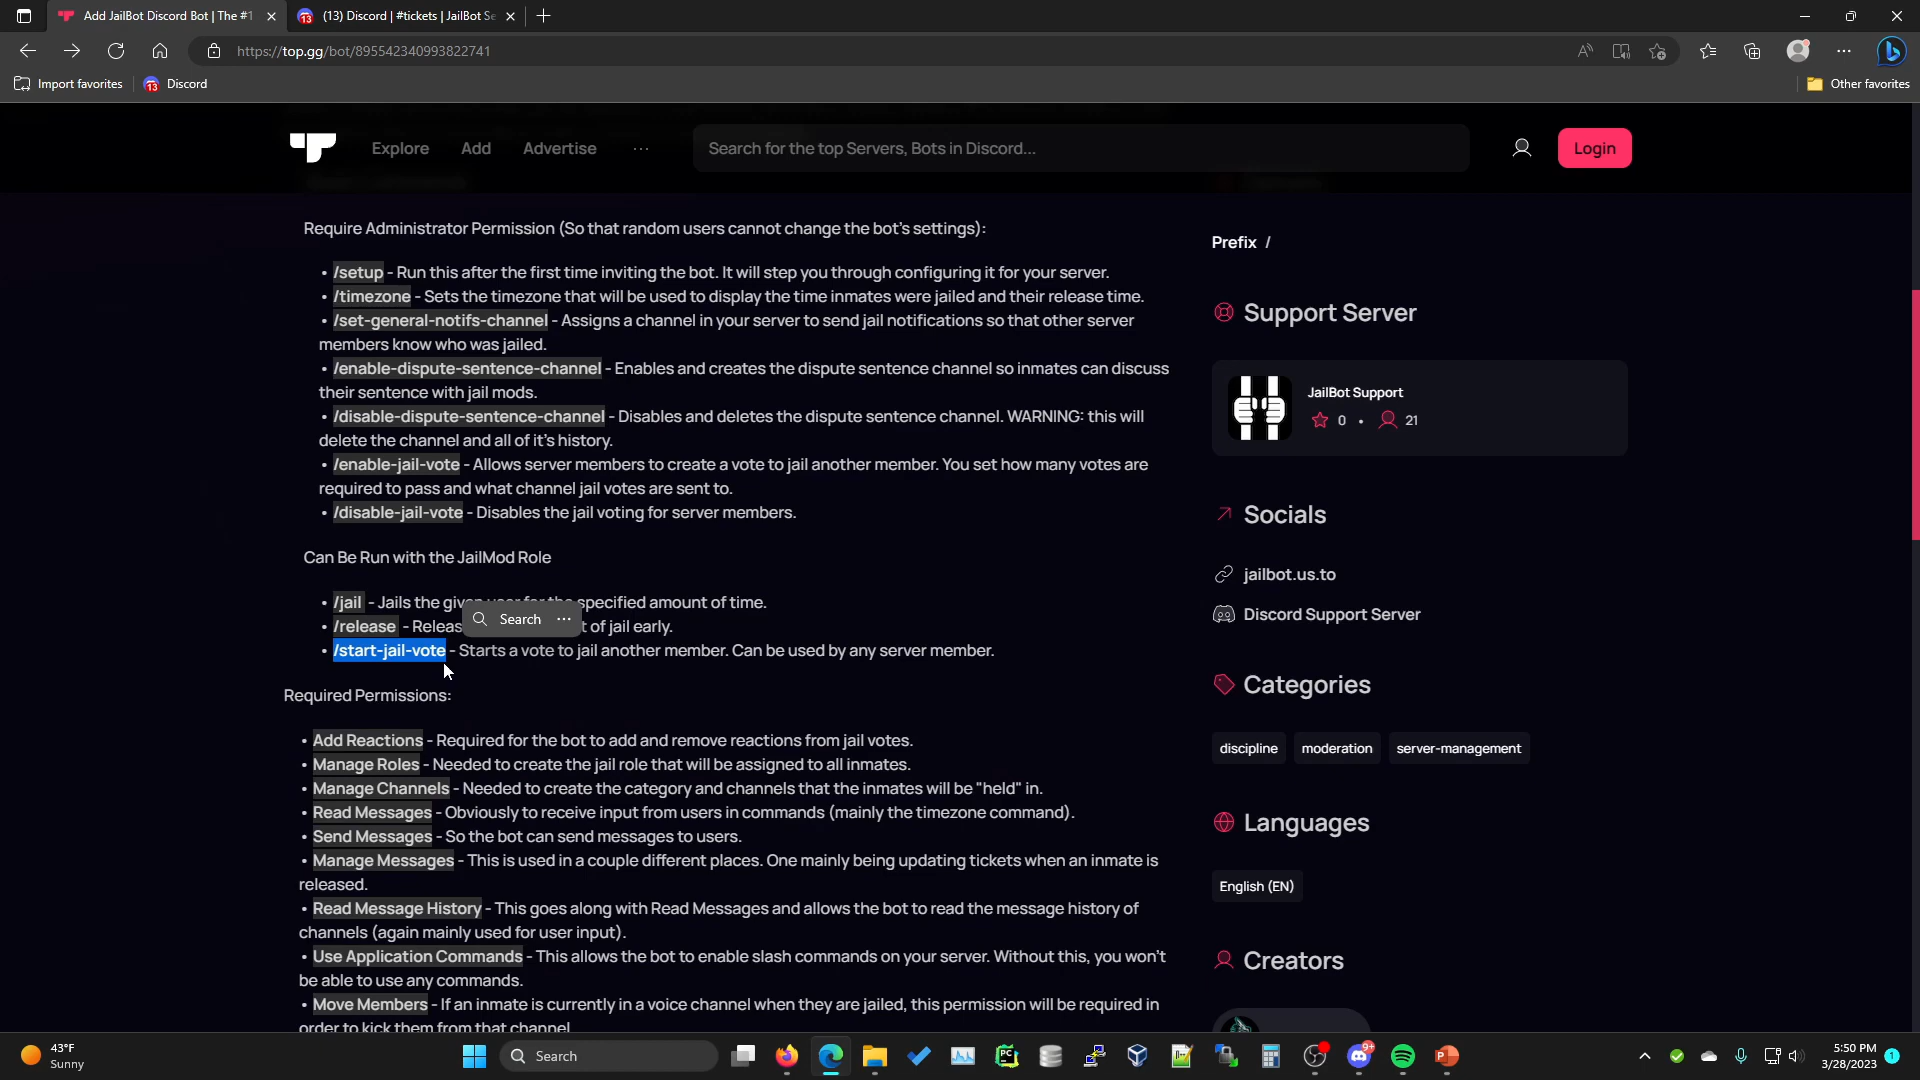 Add JailBot Discord Bot | The #1
(13) Discord | #tickets | JailBot Se
https://top.gg/bot/895542340993822741
Import favorites
13 Discord
Other favorites
Explore
Add
Advertise
Search for the top Servers, Bots in Discord...
Login
Require Administrator Permission (So that random users cannot change the bot's settings):
• /setup - Run this after the first time inviting the bot. It will step you through configuring it for your server.
• /timezone - Sets the timezone that will be used to display the time inmates were jailed and their release time.
• /set-general-notifs-channel - Assigns a channel in your server to send jail notifications so that other server
members know who was jailed.
• /enable-dispute-sentence-channel - Enables and creates the dispute sentence channel so inmates can discuss
their sentence with jail mods.
• /disable-dispute-sentence-channel - Disables and deletes the dispute sentence channel. WARNING: this will
delete the channel and all of it's history.
• /enable-jail-vote - Allows server members to create a vote to jail another member. You set how many votes are
required to pass and what channel jail votes are sent to.
• /disable-jail-vote - Disables the jail voting for server members.
Can Be Run with the JailMod Role
• /jail - Jails the given user for the specified amount of time.
Search
• /release - Releas t of jail early.
• /start-jail-vote - Starts a vote to jail another member. Can be used by any server member.
Required Permissions:
• Add Reactions - Required for the bot to add and remove reactions from jail votes.
• Manage Roles - Needed to create the jail role that will be assigned to all inmates.
• Manage Channels - Needed to create the category and channels that the inmates will be "held" in.
• Read Messages - Obviously to receive input from users in commands (mainly the timezone command).
• Send Messages - So the bot can send messages to users.
• Manage Messages - This is used in a couple different places. One mainly being updating tickets when an inmate is
released.
• Read Message History - This goes along with Read Messages and allows the bot to read the message history of
channels (again mainly used for user input).
• Use Application Commands - This allows the bot to enable slash commands on your server. Without this, you won't
be able to use any commands.
• Move Members - If an inmate is currently in a voice channel when they are jailed, this permission will be required in
order to kick them from that channel
Prefix /
Support Server
JailBot Support
0 • 21
Socials
jailbot.us.to
Discord Support Server
Categories
discipline
moderation
server-management
Languages
English (EN)
Creators
43°F
Sunny
Search
9+
5:50 PM
3/28/2023
1